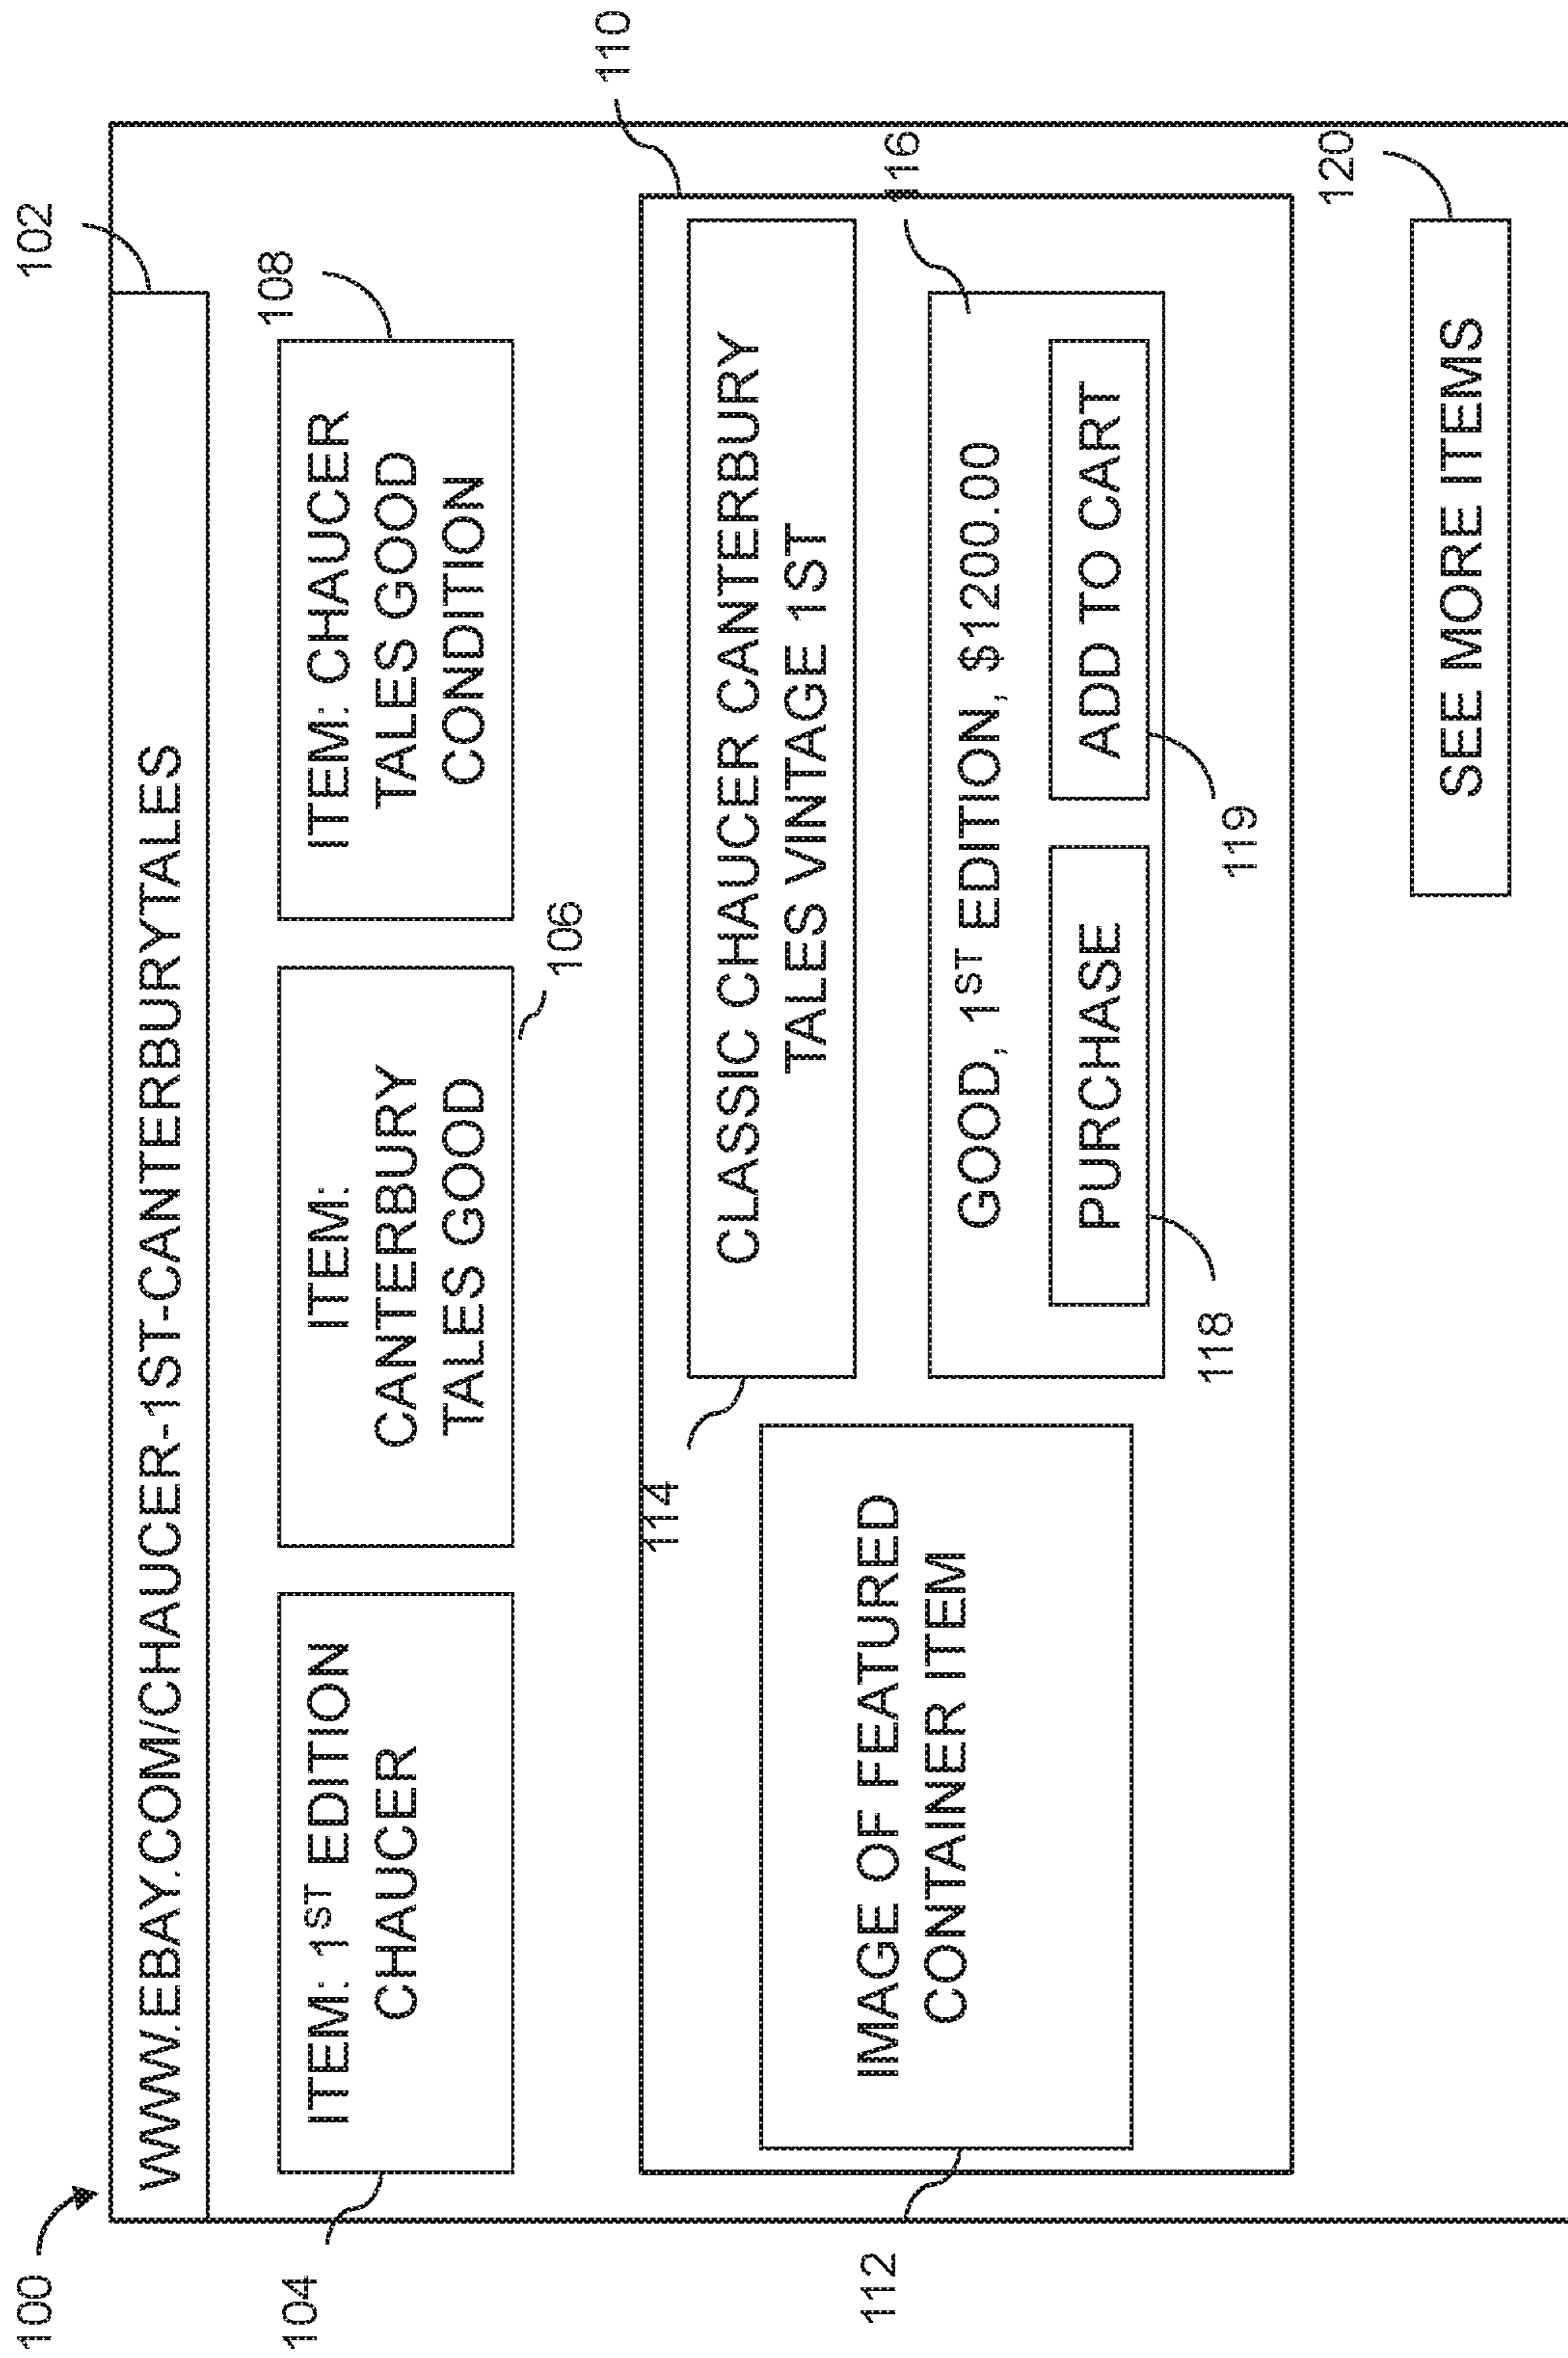 100
102
WWW.EBAY.COM/CHAUCER-1ST-CANTERBURYTALES
104
ITEM: 1ST EDITION
CHAUCER
ITEM:
CANTERBURY
TALES GOOD
106
108
ITEM: CHAUCER
TALES GOOD
CONDITION
110
112
IMAGE OF FEATURED
CONTAINER ITEM
114
CLASSIC CHAUCER CANTERBURY
TALES VINTAGE 1ST
116
GOOD, 1ST EDITION, $1200.00
PURCHASE
ADD TO CART
118
119
120
SEE MORE ITEMS